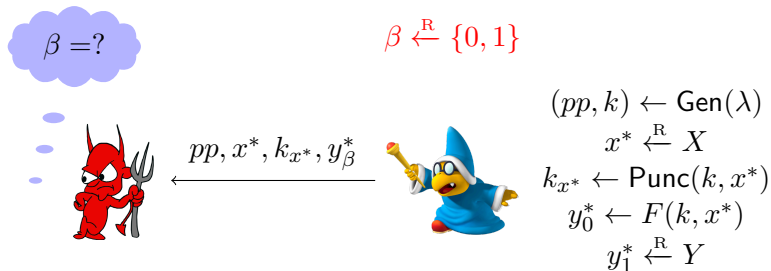 β =?
β ←ᴿ {0, 1}
pp, x*, kₓ*, y*ᵦ
(pp, k) ← Gen(λ)
x* ←ᴿ X
kₓ* ← Punc(k, x*)
y*₀ ← F(k, x*)
y*₁ ←ᴿ Y